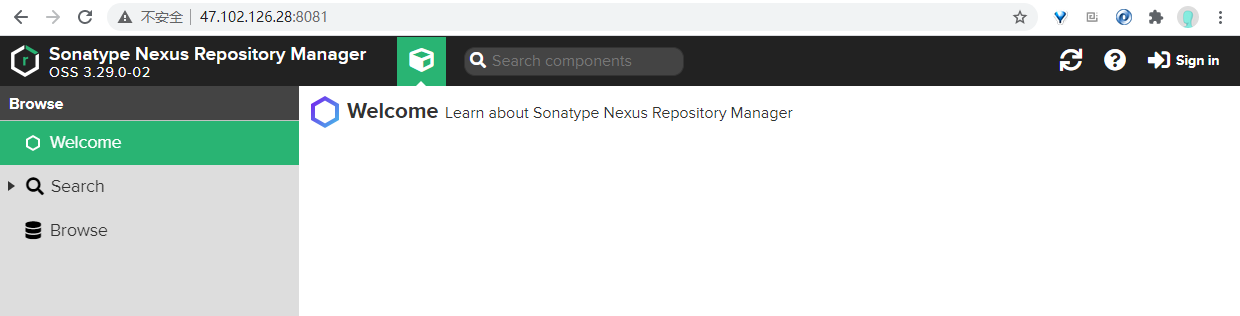 不安全 47.102.126.28:8081
Sonatype Nexus Repository Manager
OSS 3.29.0-02
Search components
Sign in
Browse
Welcome
Search
Browse
Welcome Learn about Sonatype Nexus Repository Manager